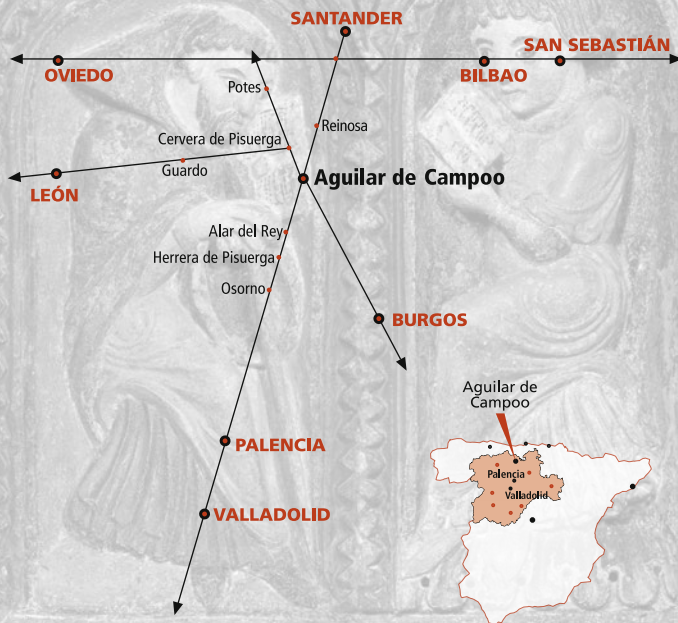 SANTANDER
OVIEDO
BILBAO
SAN SEBASTIÁN
Potes
Reinosa
Cervera de Pisuerga
Guardo
LEÓN
Aguilar de Campoo
Alar del Rey
Herrera de Pisuerga
Osorno
BURGOS
PALENCIA
VALLADOLID
Aguilar de
Campoo
Palencia
Valladolid